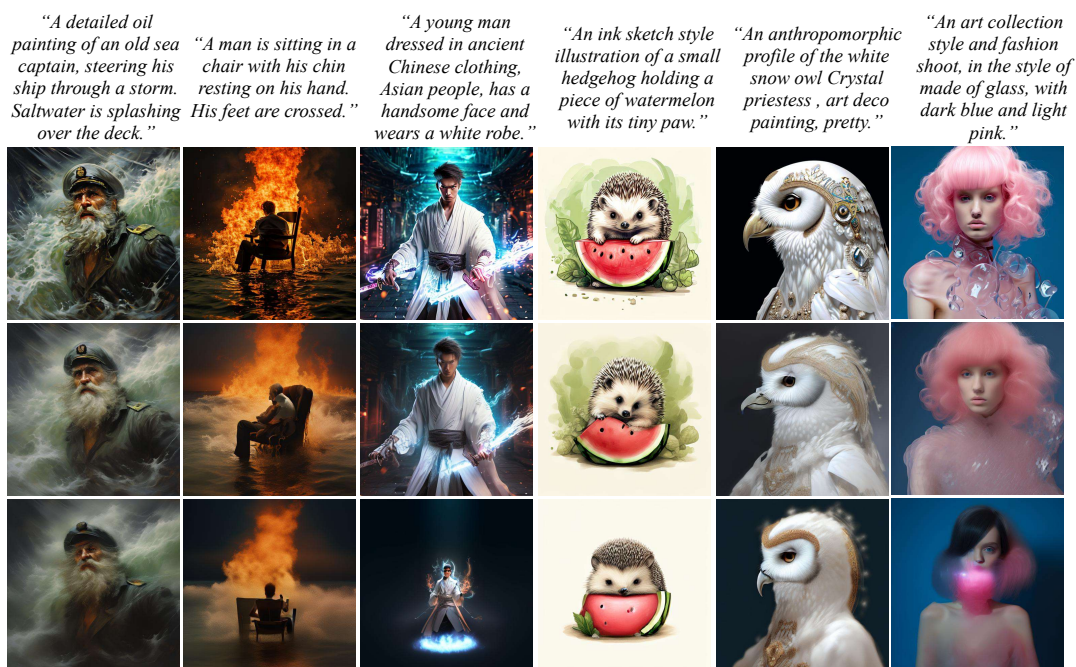 “A detailed oil
painting of an old sea
captain, steering his
ship through a storm.
Saltwater is splashing
over the deck.”
“A man is sitting in a
chair with his chin
resting on his hand.
His feet are crossed.”
“A young man
dressed in ancient
Chinese clothing,
Asian people, has a
handsome face and
wears a white robe.”
“An ink sketch style
illustration of a small
hedgehog holding a
piece of watermelon
with its tiny paw.”
“An anthropomorphic
profile of the white
snow owl Crystal
priestess , art deco
painting, pretty.”
“An art collection
style and fashion
shoot, in the style of
made of glass, with
dark blue and light
pink.”